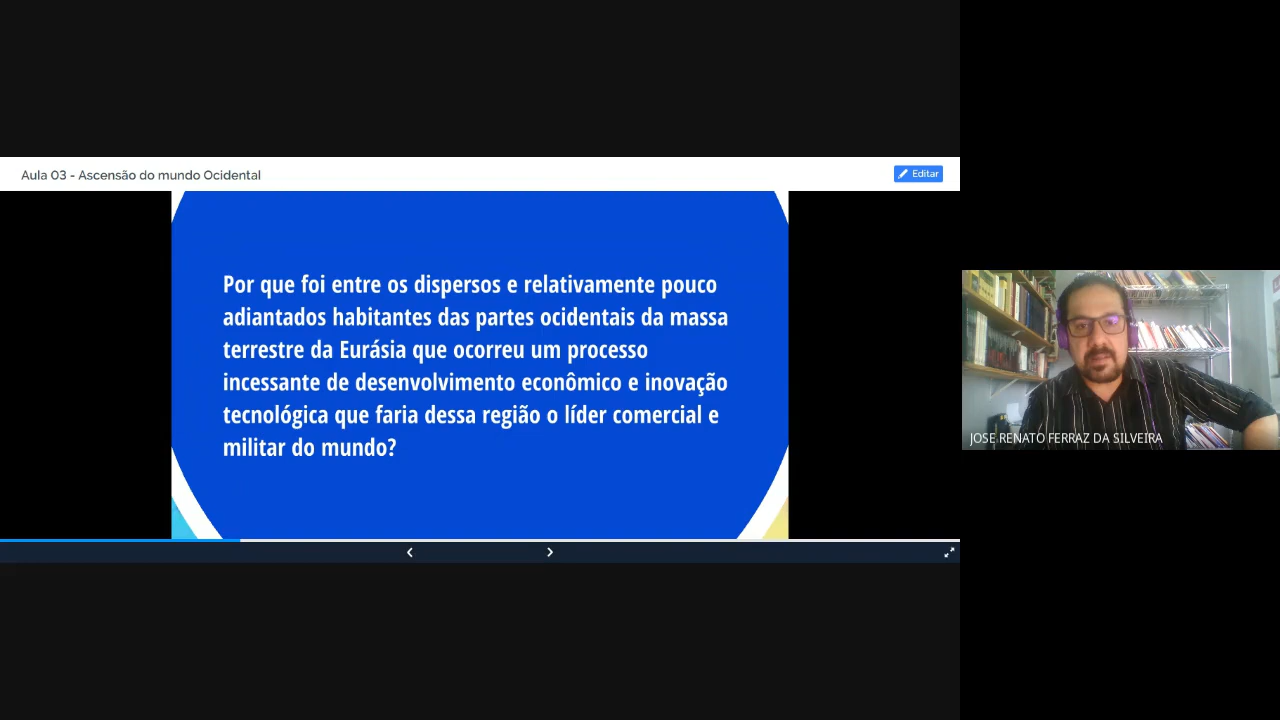 Aula 03 - Ascensão do mundo Ocidental
Editar
Por que foi entre os dispersos e relativamente pouco
adiantados habitantes das partes ocidentais da massa
terrestre da Eurásia que ocorreu um processo
incessante de desenvolvimento econômico e inovação
tecnológica que faria dessa região o líder comercial e
militar do mundo?
JOSE RENATO FERRAZ DA SILVEIRA